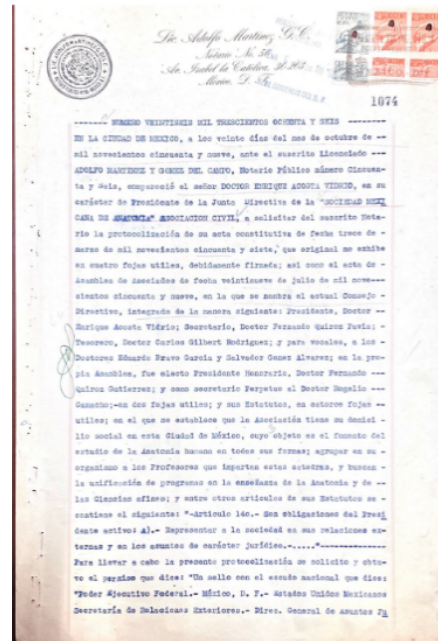 Lic. Adolfo Martinez G. C.
Notario No. 56
Av. Isabel la Católica
Mexico, D. F.
1074
------- NUMERO VEINTISEIS MIL TRESCIENTOS OCHENTA Y SEIS --------
EN LA CIUDAD DE MEXICO, a los veinte días del mes de octubre de --
mil novecientos cincuenta y nueve, ante el suscrito Licenciado ---
ADOLFO MARTINEZ Y GOMEZ DEL CAMPO, Notario Público número Cincuen-
ta y Seis, compareció el señor DOCTOR ENRIQUE ACOSTA VIDRIO, en su
carácter de Presidente de la Junta Directiva de la "SOCIEDAD MEXI
CANA DE ANATOMIA" ASOCIACION CIVIL, a solicitar del suscrito Nota-
rio la protocolización de su acta constitutiva de fecha trece de -
marzo de mil novecientos cincuenta y siete, que original me exhibe
en cuatro fojas utiles, debidamente firmada; asi como el acta de -
Asamblea de Asociados de fecha veintinueve de julio de mil nove---
cientos cincuenta y nueve, en la que se nombra el actual Consejo -
Directivo, integrado de la manera siguiente: Presidente, Doctor --
Enrique Acosta Vidrio; Secretario, Doctor Fernando Quiroz Pavía; -
Tesorero, Doctor Carlos Gilbert Rodríguez; y para vocales, a los -
Doctores Eduardo Bravo García y Salvador Gomez Alvarez; en la pro-
pia Asamblea, fue electo Presidente Honorario, Doctor Fernando ---
Quiroz Gutierrez; y como secretario Perpetuo al Doctor Rogelio ---
Camacho;-en dos fojas utiles; y sus Estatutos, en catorce fojas --
utiles; en el que se establece que la Asociación tiene su domici -
lio social en esta Ciudad de México, cuyo objeto es el fomento del
estudio de la Anatomia humana en todas sus formas; agrupar en su -
organismo a los Profesores que imparten estas catedras, y buscan -
la unificación de programas en la enseñanza de la Anatomia y de --
las Ciencias afines; y entre otros articulos de sus Estatutos se -
contiene el siguiente: "-Articulo 14o.- Son obligaciones del Presi
dente activo: A).- Representar a la sociedad en sus relaciones ex-
ternas y en los asuntos de carácter jurídico.-....."-------------
Para llevar a cabo la presente protocolización se solicito y obtu-
vo el permiso que dice: "Un sello con el escudo nacional que dice:
"Poder Ejecutivo Federal.- México, D. F.- Estados Unidos Mexicanos
Secretaría de Relaciones Exteriores.- Direc. General de Asuntos Ju